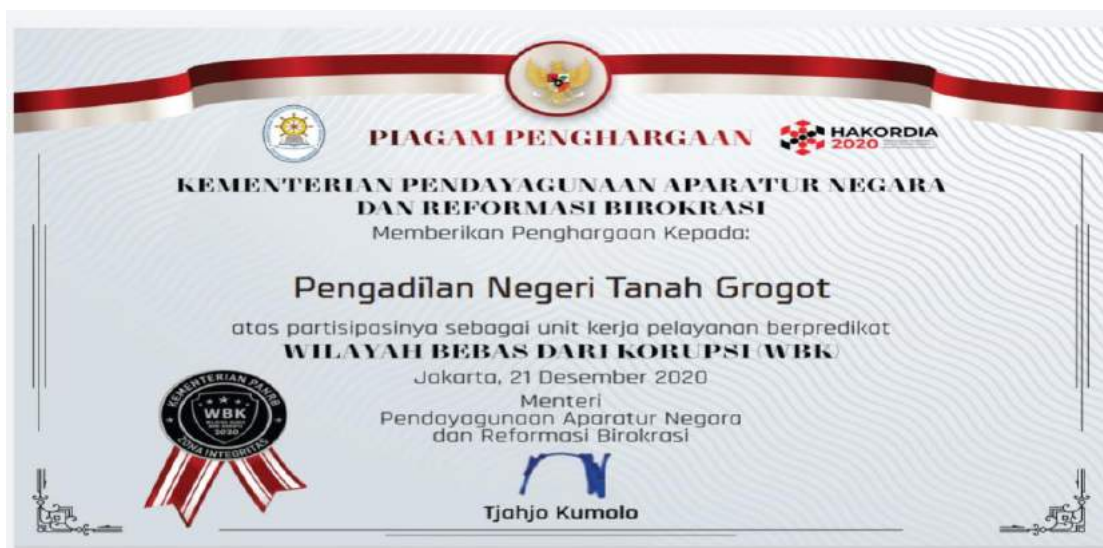 PIAGAM PENGHARGAAN
HAKORDIA
2020
KEMENTERIAN PENDAYAGUNAAN APARATUR NEGARA
DAN REFORMASI BIROKRASI
Memberikan Penghargaan Kepada:
Pengadilan Negeri Tanah Grogot
atas partisipasinya sebagai unit kerja pelayanan berpredikat
WILAYAH BEBAS DARI KORUPSI (WBK)
Jakarta, 21 Desember 2020
Menteri
Pendayagunaan Aparatur Negara
dan Reformasi Birokrasi
Tjahjo Kumolo
KEMENTERIAN PANRB
WBK
2020
ZONA INTEGRITAS